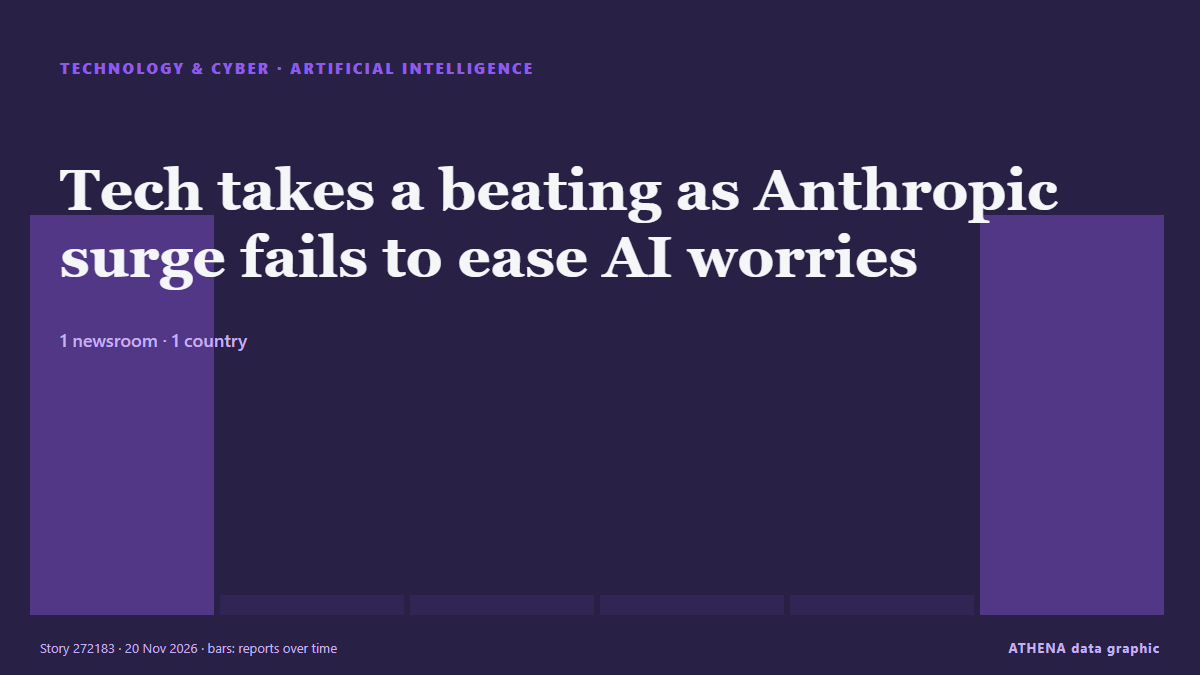 TECHNOLOGY & CYBER · ARTIFICIAL INTELLIGENCE
Tech takes a beating as Anthropic
surge fails to ease AI worries
1 newsroom · 1 country
Story 272183 · 20 Nov 2026 · bars: reports over time
ATHENA data graphic